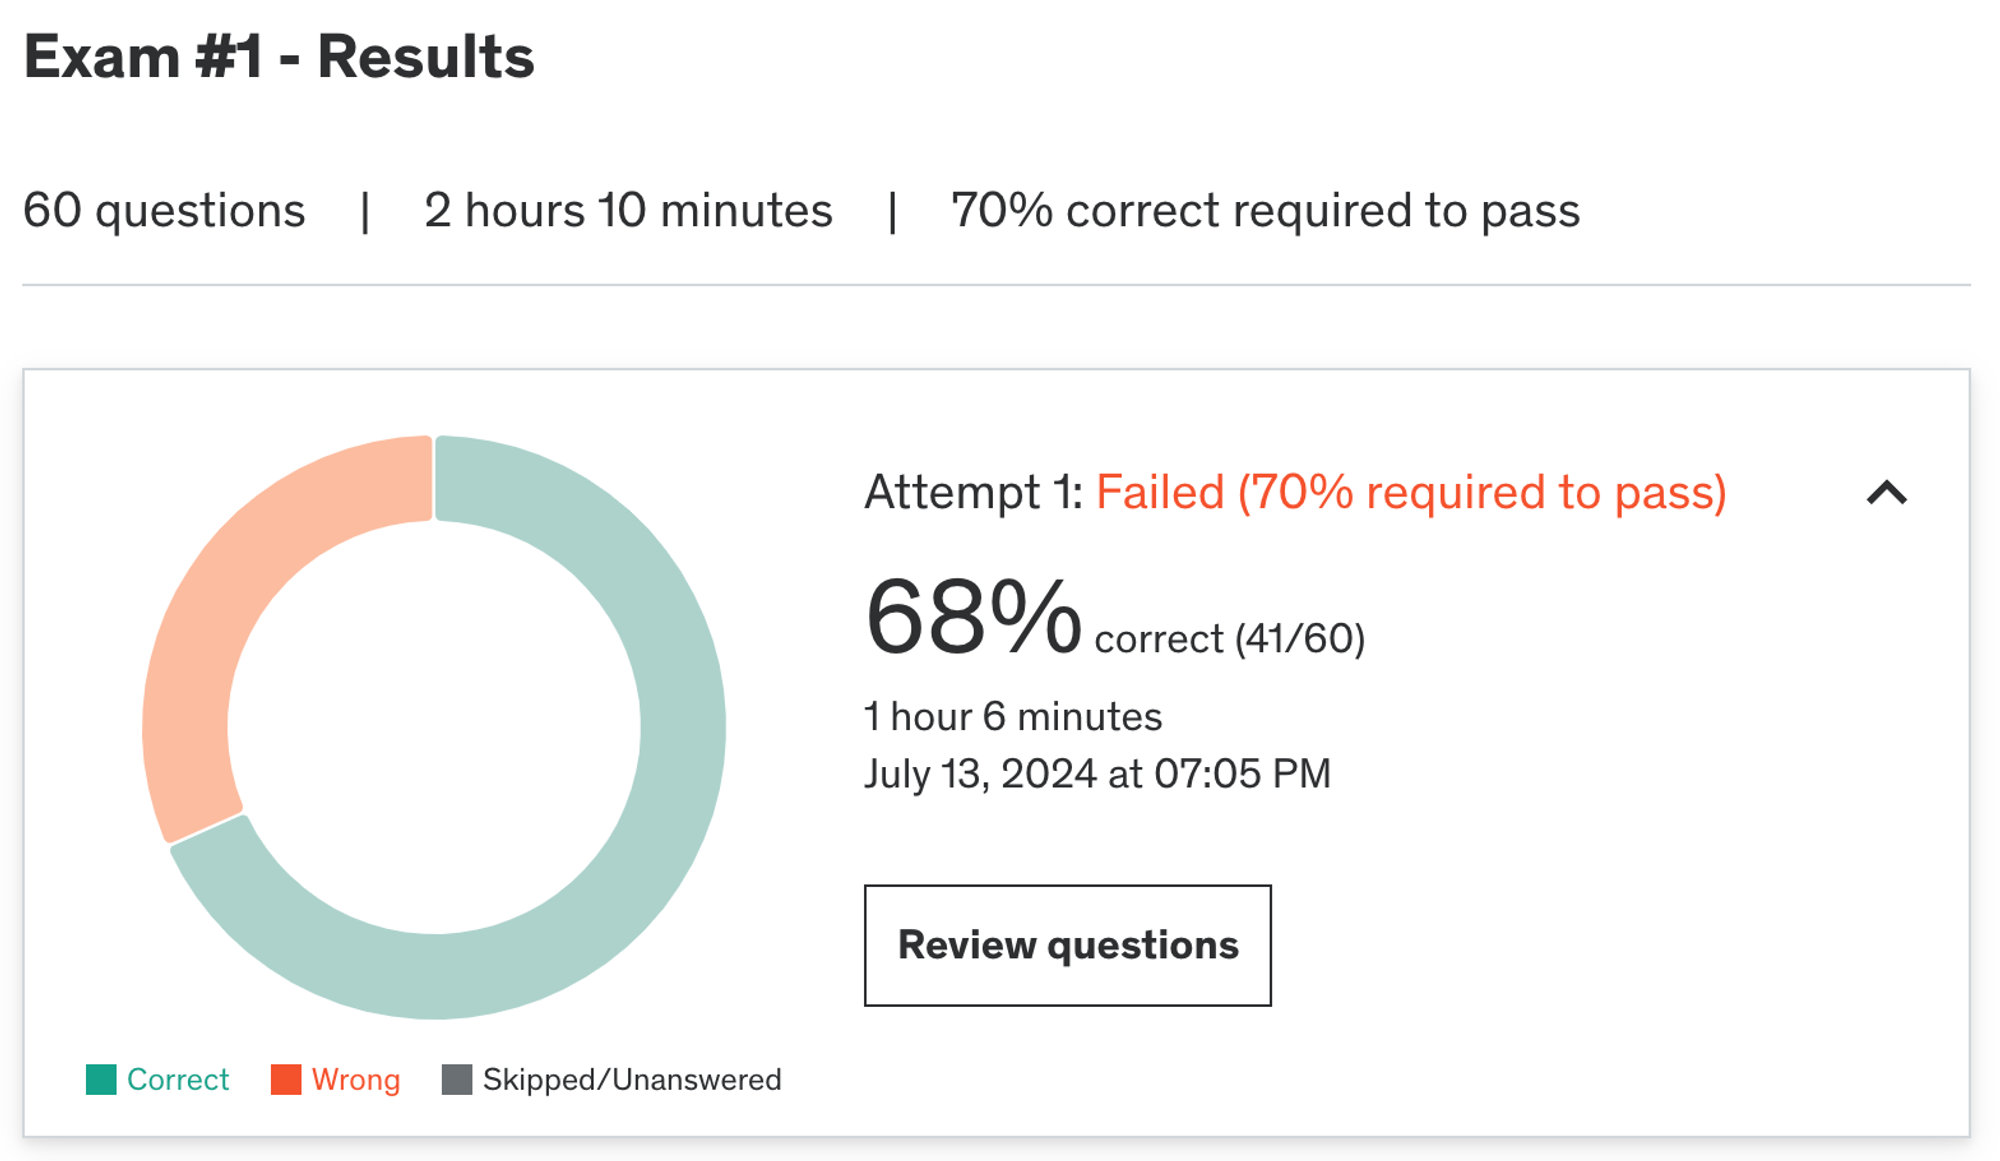 Exam #1 - Results
60 questions | 2 hours 10 minutes | 70% correct required to pass
Attempt 1: Failed (70% required to pass)
68% correct (41/60)
1 hour 6 minutes
July 13, 2024 at 07:05 PM
Review questions
Correct Wrong Skipped/Unanswered